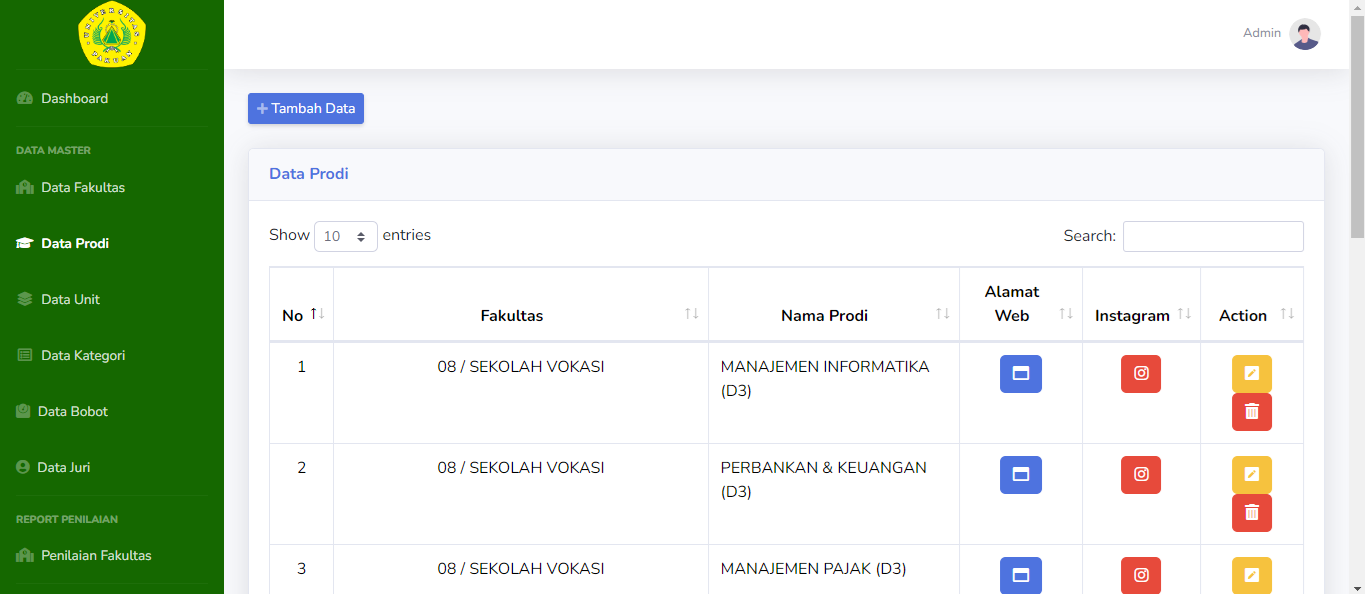 UNIVERSITAS
PAKUAN
Admin
Dashboard
Tambah Data
DATA MASTER
Data Fakultas
Data Prodi
Data Unit
Data Kategori
Data Bobot
Data Juri
REPORT PENILAIAN
Penilaian Fakultas
Data Prodi
Show 10 entries
Search:
No Fakultas Nama Prodi Alamat Web Instagram Action
1 08 / SEKOLAH VOKASI MANAJEMEN INFORMATIKA (D3)
2 08 / SEKOLAH VOKASI PERBANKAN & KEUANGAN (D3)
3 08 / SEKOLAH VOKASI MANAJEMEN PAJAK (D3)